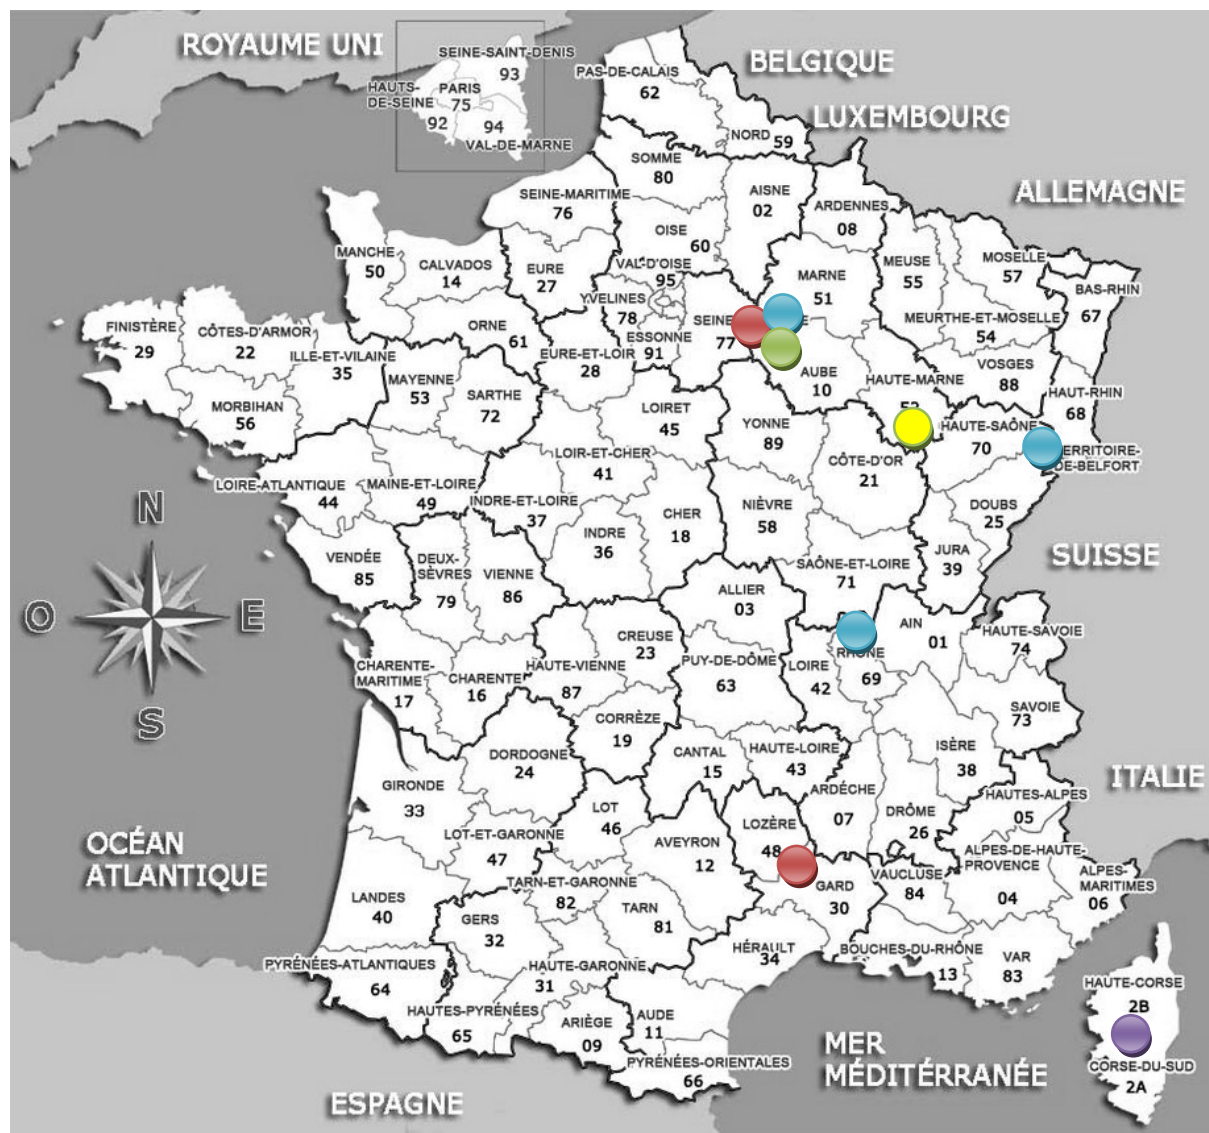 ROYAUME UNI
SEINE-SAINT-DENIS
93
HAUTS-
DE-SEINE
PARIS
75
92
94
VAL-DE-MARNE
BELGIQUE
LUXEMBOURG
ALLEMAGNE
PAS-DE-CALAIS
62
NORD 59
SOMME
80
SEINE-MARITIME
76
AISNE
02
ARDENNES
08
OISE
60
MANCHE
50
CALVADOS
14
EURE
27
VAL-D'OISE
95
MARNE
51
MEUSE
55
MOSELLE
57
BAS-RHIN
67
YVELINES
78
ESSONNE
91
SEINE
77
MEURTHE-ET-MOSELLE
54
FINISTÈRE
29
CÔTES-D'ARMOR
22
ILLE-ET-VILAINE
35
ORNE
61
EURE-ET-LOIR
28
AUBE
10
HAUTE-MARNE
VOSGES
88
HAUT-RHIN
68
MAYENNE
53
SARTHE
72
MORBIHAN
56
LOIRET
45
YONNE
89
HAUTE-SAÔNE
70
ERRITOIRE-
DE-BELFORT
LOIR-ET-CHER
41
CÔTE-D'OR
21
LOIRE-ATLANTIQUE
44
MAINE-ET-LOIRE
49
INDRE-ET-LOIRE
37
CHER
18
NIÈVRE
58
DOUBS
25
N
O
E
S
INDRE
36
VENDÉE
85
DEUX-
SÈVRES
79
VIENNE
86
SAÔNE-ET-LOIRE
71
JURA
39
SUISSE
ALLIER
03
AIN
01
HAUTE-SAVOIE
74
CREUSE
23
HAUTE-VIENNE
87
PUY-DE-DÔME
63
LOIRE
42
RHÔNE
69
CHARENTE-
MARITIME
17
CHARENTE
16
SAVOIE
73
CORRÈZE
19
DORDOGNE
24
CANTAL
15
HAUTE-LOIRE
43
ISÈRE
38
ITALIE
GIRONDE
33
ARDÉCHE
07
DRÔME
26
HAUTES-ALPES
05
LOT
46
LOZÈRE
48
OCÉAN
ATLANTIQUE
LOT-ET-GARONNE
47
AVEYRON
12
ALPES-DE-HAUTE-
PROVENCE
04
ALPES-
MARITIMES
06
VAUCLUSE
84
GARD
30
LANDES
40
TARN-ET-GARONNE
82
TARN
81
GERS
32
HÉRAULT
34
BOUCHES-DU-RHÔNE
13
VAR
83
PYRÉNÉES-ATLANTIQUES
64
HAUTE-GARONNE
31
HAUTE-CORSE
2B
HAUTES-PYRÉNÉES
65
ARIÈGE
09
AUDE
11
PYRÉNÉES-ORIENTALES
66
MER
MÉDITÉRRANÉE
CORSE-DU-SUD
2A
ESPAGNE